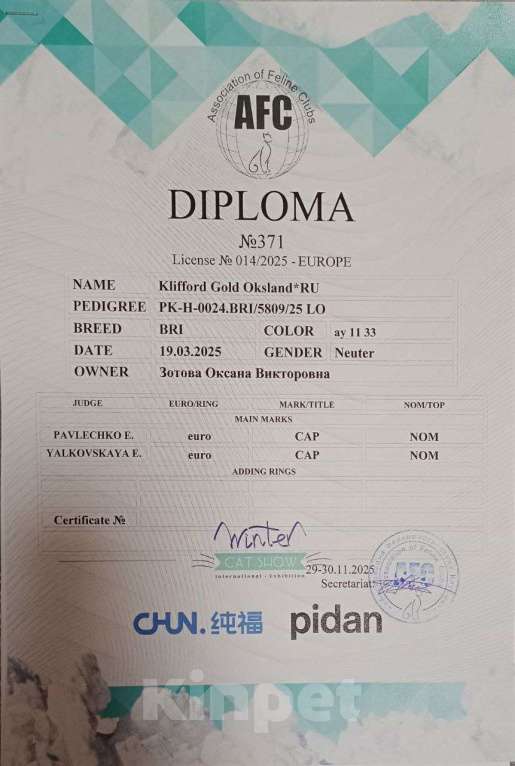 Association of Feline Clubs
AFC
DIPLOMA
№371
License № 014/2025 - EUROPE
NAME Klifford Gold Oksland*RU
PEDIGREE PK-H-0024.BRI/5809/25 LO
BREED BRI COLOR ay 11 33
DATE 19.03.2025 GENDER Neuter
OWNER Зотова Оксана Викторовна
JUDGE EURO/RING MARK/TITLE NOM/TOP
MAIN MARKS
PAVLECHKO E. euro CAP NOM
YALKOVSKAYA E. euro CAP NOM
ADDING RINGS
Certificate №
Winter
CAT SHOW
international - Exhibition
29-30.11.2025
Secretariat:
AFC
CHUN.纯福 pidan
Kinpet